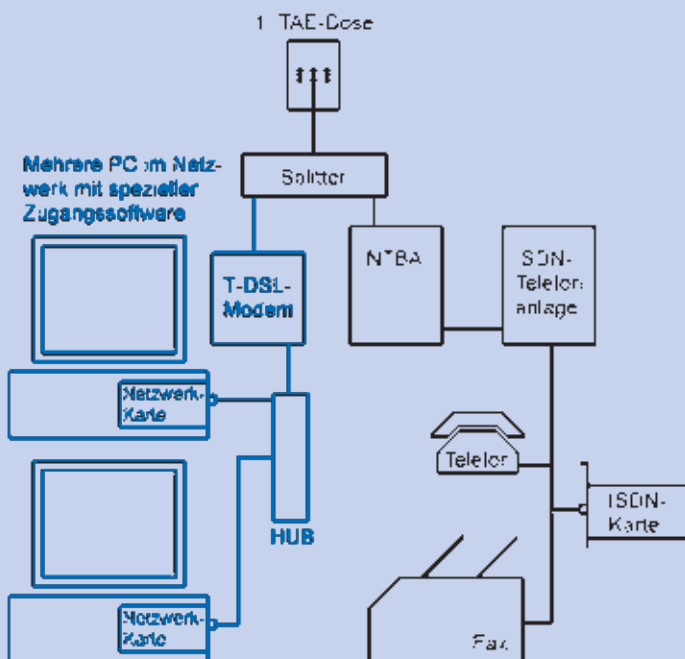 1. TAE-Dose
Splitter
Mehrere PC im Netz-
werk mit spezieller
Zugangssoftware
T-DSL-
Modem
NTBA
ISDN-
Telefon-
anlage
Netzwerk-
Karte
HUB
Telefon
ISDN-
Karte
Netzwerk-
Karte
Fax